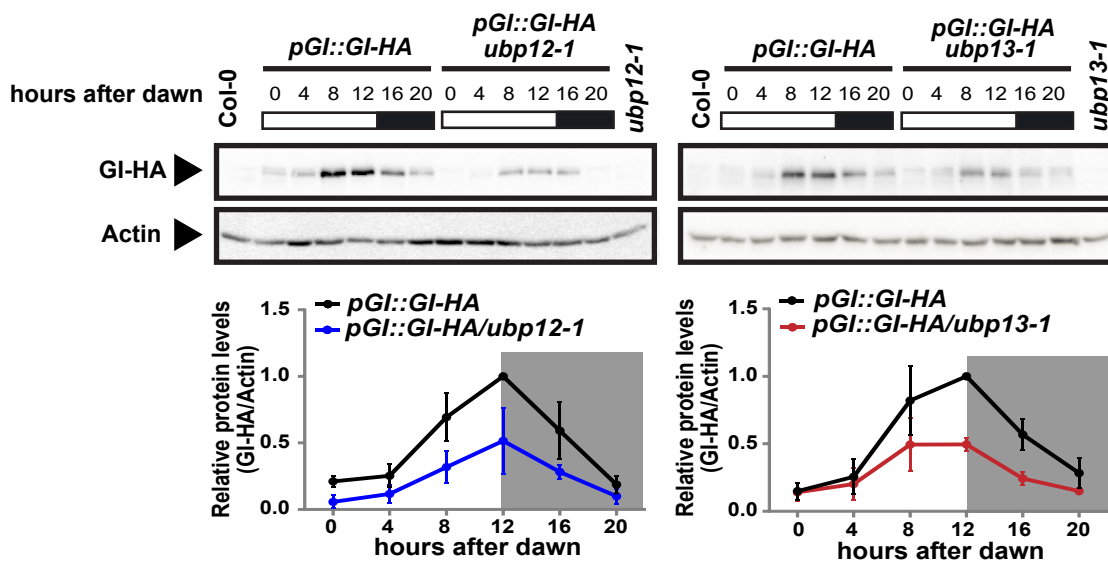 pGI::GI-HA
pGI::GI-HA
ubp12-1
hours after dawn
Col-0
0 4 8 12 16 20
0 4 8 12 16 20
ubp12-1
GI-HA
Actin
pGI::GI-HA
pGI::GI-HA
ubp13-1
Col-0
0 4 8 12 16 20
0 4 8 12 16 20
ubp13-1
pGI::GI-HA
pGI::GI-HA/ubp12-1
Relative protein levels
(GI-HA/Actin)
1.5
1.0
0.5
0.0
0 4 8 12 16 20
hours after dawn
pGI::GI-HA
pGI::GI-HA/ubp13-1
Relative protein levels
(GI-HA/Actin)
1.5
1.0
0.5
0.0
0 4 8 12 16 20
hours after dawn